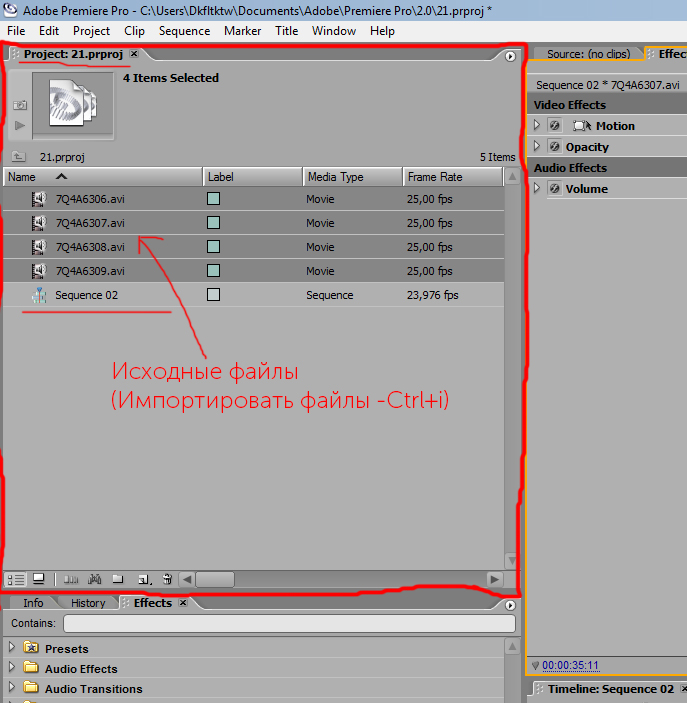 Adobe Premiere Pro - C:\Users\Dkfltktw\Documents\Adobe\Premiere Pro\2.0\21.prproj *
File Edit Project Clip Sequence Marker Title Window Help
Project: 21.prproj
Source: (no clips)
Effec
4 Items Selected
Sequence 02 * 7Q4A6307.avi
Video Effects
Motion
Opacity
Audio Effects
Volume
21.prproj
5 Items
Name Label Media Type Frame Rate
7Q4A6306.avi Movie 25,00 fps
7Q4A6307.avi Movie 25,00 fps
7Q4A6308.avi Movie 25,00 fps
7Q4A6309.avi Movie 25,00 fps
Sequence 02 Sequence 23,976 fps
Исходные файлы
(Импортировать файлы -Ctrl+i)
Info History Effects
Contains:
Presets
Audio Effects
Audio Transitions
00:00:35:11
Timeline: Sequence 02